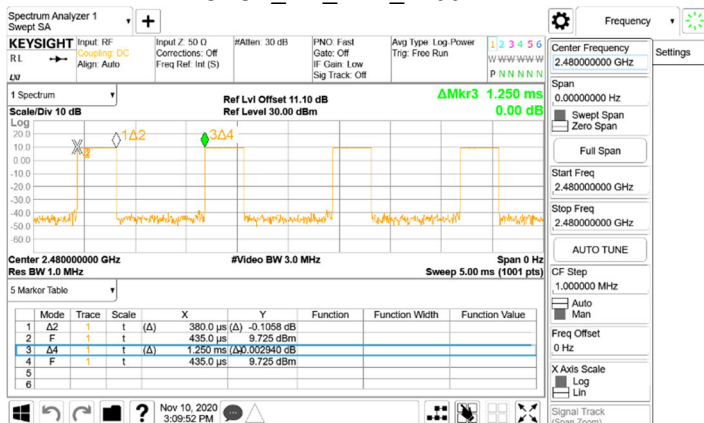 Spectrum Analyzer 1
Swept SA
+
Frequency
KEYSIGHT Input: RF
RL
Coupling: DC
Align: Auto
LXI
Input Z: 50 Ω
Corrections: Off
Freq Ref: Int (S)
#Atten: 30 dB
PNO: Fast
Gate: Off
IF Gain: Low
Sig Track: Off
Avg Type: Log-Power
Trig: Free Run
1 2 3 4 5 6
W W W W W W
P N N N N N
Center Frequency
2.480000000 GHz
Settings
Span
0.00000000 Hz
Swept Span
Zero Span
Full Span
Start Freq
2.480000000 GHz
Stop Freq
2.480000000 GHz
AUTO TUNE
CF Step
1.000000 MHz
Auto
Man
Freq Offset
0 Hz
X Axis Scale
Log
Lin
Signal Track
(Span Zoom)
1 Spectrum
Scale/Div 10 dB
Ref Lvl Offset 11.10 dB
Ref Level 30.00 dBm
ΔMkr3 1.250 ms
0.00 dB
Log
20.0
10.0
0.00
-10.0
-20.0
-30.0
-40.0
-50.0
-60.0
1Δ2
3Δ4
Center 2.480000000 GHz
Res BW 1.0 MHz
#Video BW 3.0 MHz
Span 0 Hz
Sweep 5.00 ms (1001 pts)
5 Marker Table
Mode Trace Scale X Y Function Function Width Function Value
1 Δ2 1 t (Δ) 380.0 µs (Δ) -0.1058 dB
2 F 1 t 435.0 µs 9.725 dBm
3 Δ4 1 t (Δ) 1.250 ms (Δ) 0.002940 dB
4 F 1 t 435.0 µs 9.725 dBm
5
6
?
Nov 10, 2020
3:09:52 PM